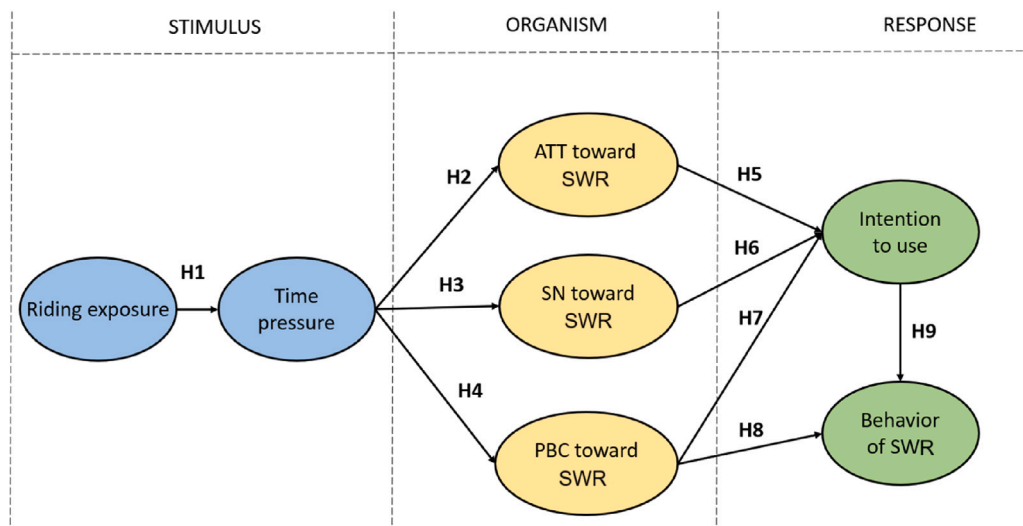 STIMULUS
ORGANISM
RESPONSE
Riding exposure
H1
Time
pressure
H2
H3
H4
ATT toward
SWR
SN toward
SWR
PBC toward
SWR
H5
H6
H7
H8
Intention
to use
H9
Behavior
of SWR